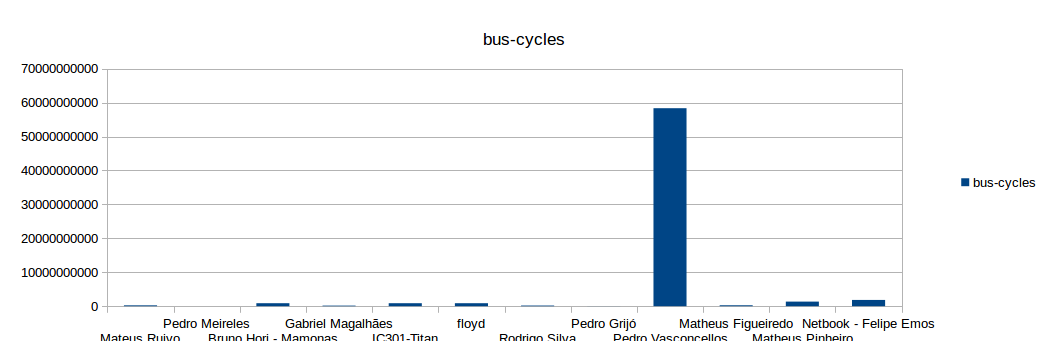 bus-cycles
70000000000
60000000000
50000000000
40000000000
30000000000
20000000000
10000000000
0
bus-cycles
Pedro Meireles Gabriel Magalhães floyd Pedro Grijó Matheus Figueiredo Netbook - Felipe Emos
Mateus Ruivo Bruno Hori - Mamonas IC301-Titan Rodrigo Silva Pedro Vasconcellos Matheus Pinheiro